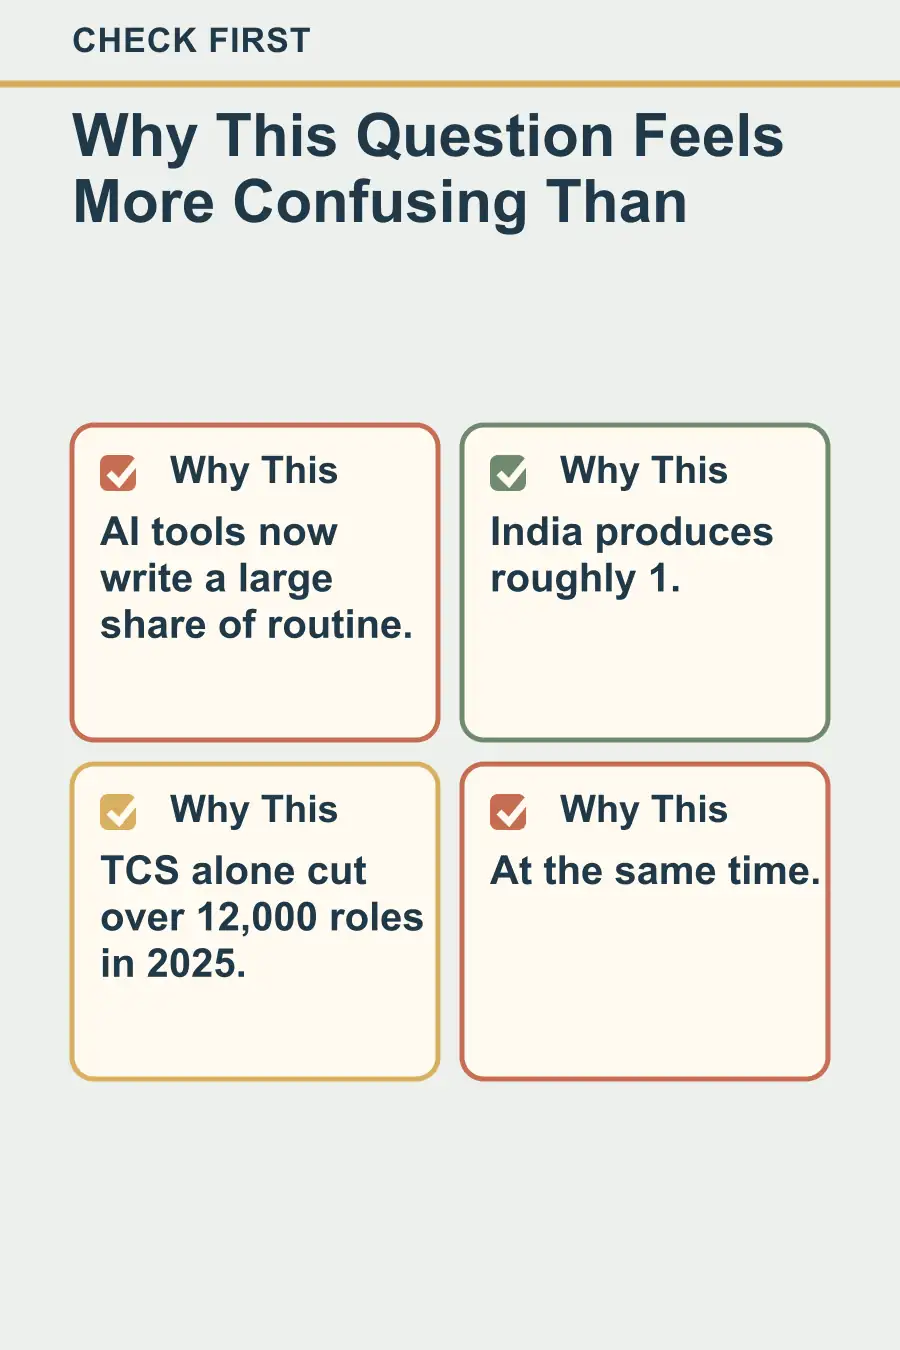 CHECK FIRST
Why This Question Feels
More Confusing Than
Why This
AI tools now
write a large
share of routine.
Why This
India produces
roughly 1.
Why This
TCS alone cut
over 12,000 roles
in 2025.
Why This
At the same time.